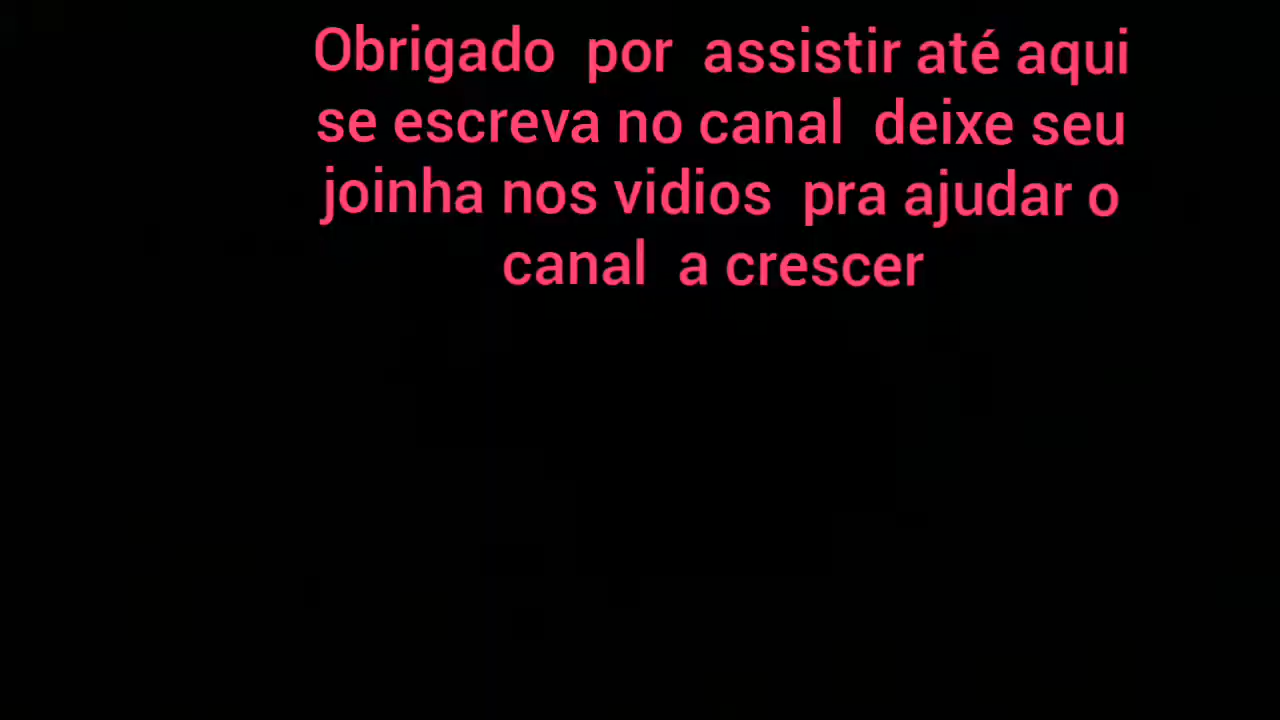 Obrigado por assistir até aqui
se escreva no canal deixe seu
joinha nos vidios pra ajudar o
canal a crescer